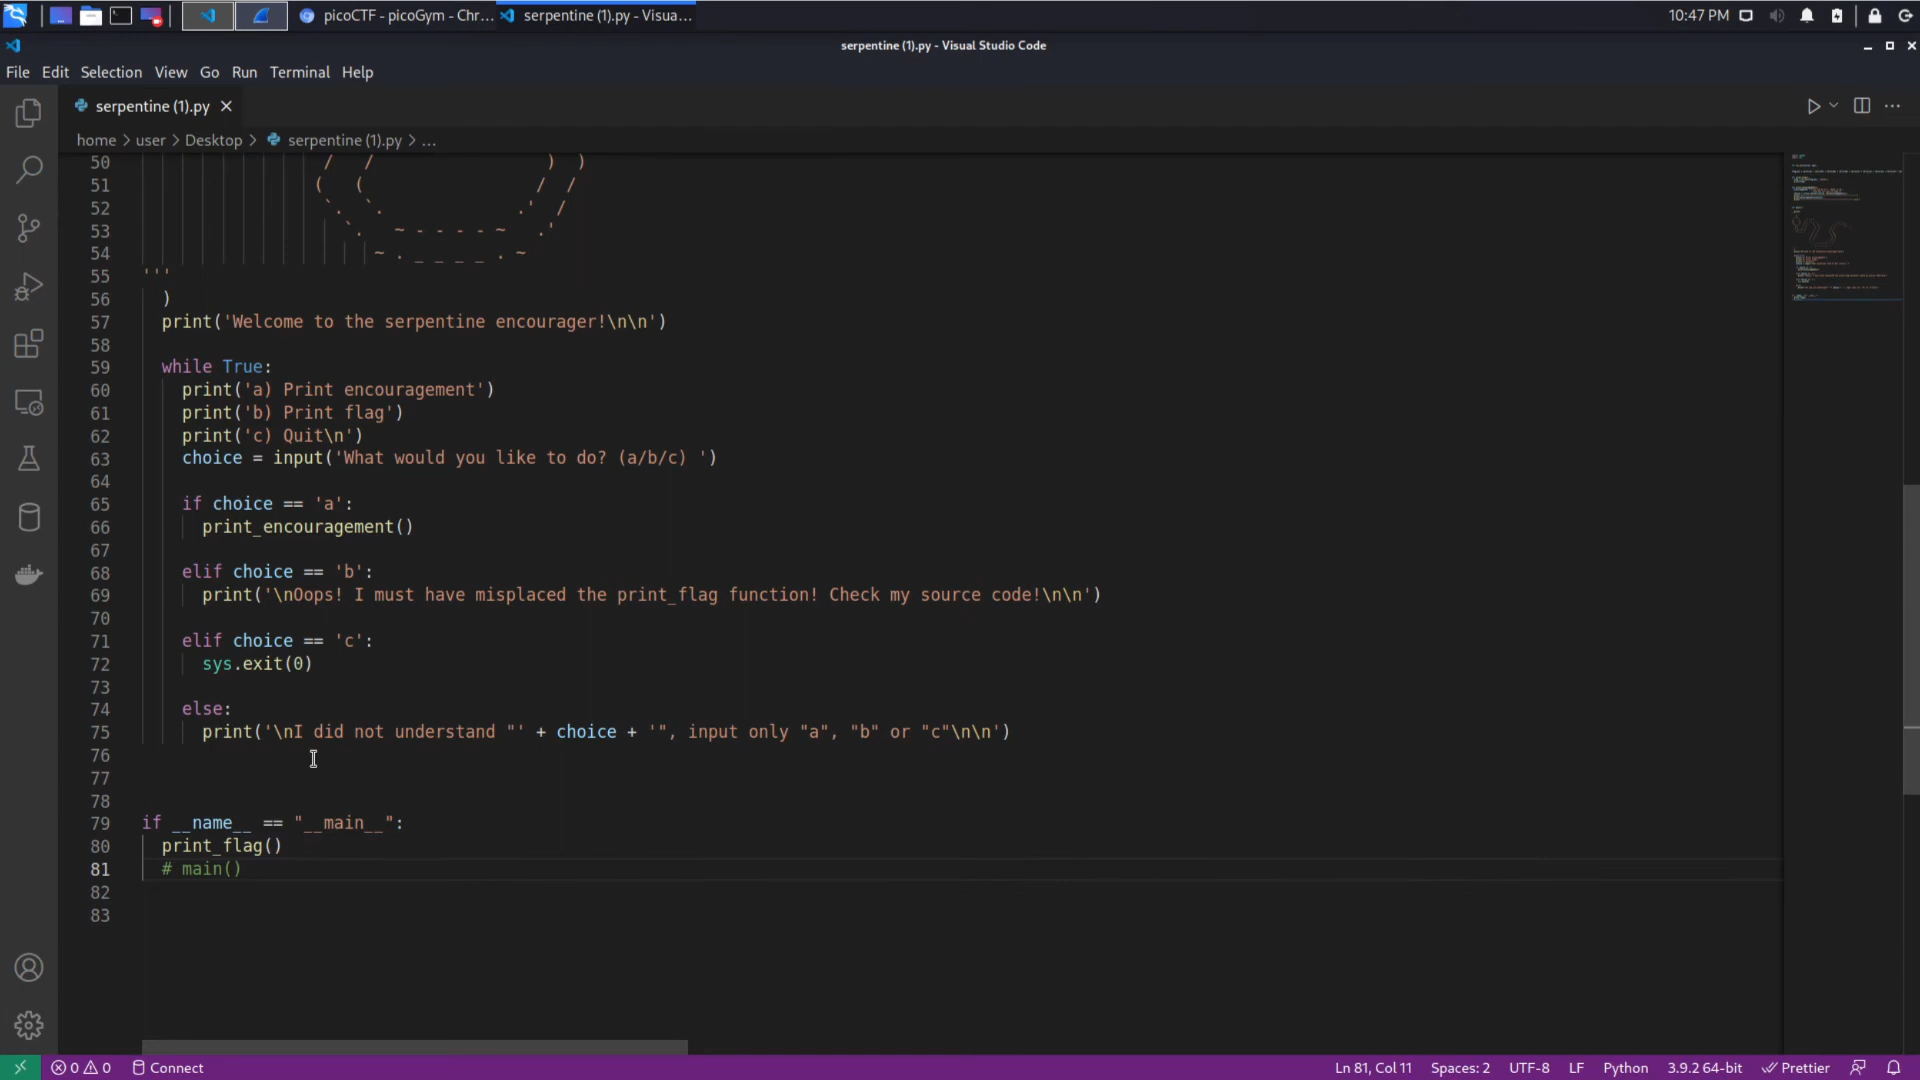 picoCTF - picoGym - Chr...
serpentine (1).py - Visua...
10:47 PM
serpentine (1).py - Visual Studio Code
File Edit Selection View Go Run Terminal Help
serpentine (1).py
home > user > Desktop > serpentine (1).py > ...
50 / / ) )
51 ( ( / /
52 `. `. .' /
53 `. ~ - - - - ~ .'
54 ~ . _ _ _ _ . ~
55 '''
56 )
57 print('Welcome to the serpentine encourager!\n\n')
58
59 while True:
60 print('a) Print encouragement')
61 print('b) Print flag')
62 print('c) Quit\n')
63 choice = input('What would you like to do? (a/b/c) ')
64
65 if choice == 'a':
66 print_encouragement()
67
68 elif choice == 'b':
69 print('\nOops! I must have misplaced the print_flag function! Check my source code!\n\n')
70
71 elif choice == 'c':
72 sys.exit(0)
73
74 else:
75 print('\nI did not understand "' + choice + '", input only "a", "b" or "c"\n\n')
76
77
78
79 if __name__ == "__main__":
80 print_flag()
81 # main()
82
83
0 0 Connect
Ln 81, Col 11 Spaces: 2 UTF-8 LF Python 3.9.2 64-bit Prettier